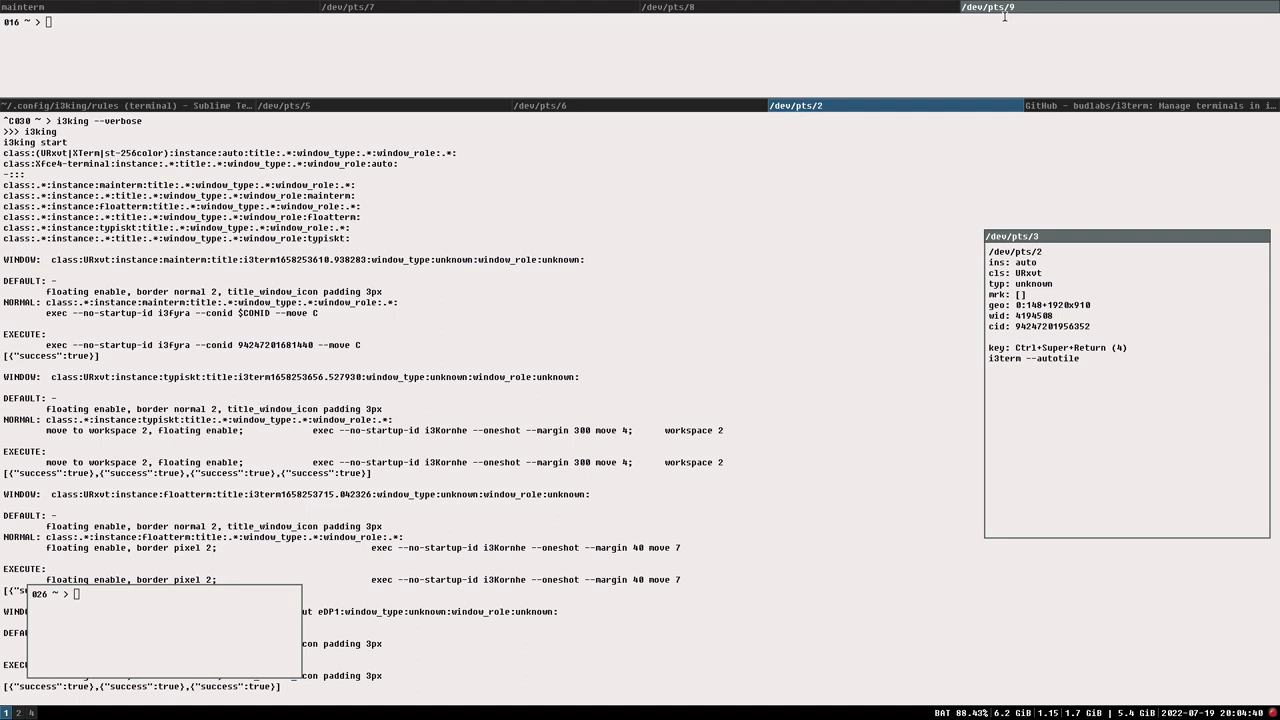 mainterm /dev/pts/7 /dev/pts/8 /dev/pts/9
016 ~ >
~/.config/i3king/rules (terminal) - Sublime Te… /dev/pts/5 /dev/pts/6 /dev/pts/2 GitHub - budlabs/i3term: Manage terminals in i…
^C030 ~ > i3king --verbose
>>> i3king
i3king start
class:(URxvt|XTerm|st-256color):instance:auto:title:.*:window_type:.*:window_role:.*:
class:Xfce4-terminal:instance:.*:title:.*:window_type:.*:window_role:auto:
-:::
class:.*:instance:mainterm:title:.*:window_type:.*:window_role:.*:
class:.*:instance:.*:title:.*:window_type:.*:window_role:mainterm:
class:.*:instance:floatterm:title:.*:window_type:.*:window_role:.*:
class:.*:instance:.*:title:.*:window_type:.*:window_role:floatterm:
class:.*:instance:typiskt:title:.*:window_type:.*:window_role:.*:
class:.*:instance:.*:title:.*:window_type:.*:window_role:typiskt:
WINDOW:  class:URxvt:instance:mainterm:title:i3term1658253610.938283:window_type:unknown:window_role:unknown:
DEFAULT: -
floating enable, border normal 2, title_window_icon padding 3px
NORMAL: class:.*:instance:mainterm:title:.*:window_type:.*:window_role:.*:
exec --no-startup-id i3fyra --conid $CONID --move C
EXECUTE:
exec --no-startup-id i3fyra --conid 94247201681440 --move C
[{"success":true}]
WINDOW:  class:URxvt:instance:typiskt:title:i3term1658253656.527930:window_type:unknown:window_role:unknown:
DEFAULT: -
floating enable, border normal 2, title_window_icon padding 3px
NORMAL: class:.*:instance:typiskt:title:.*:window_type:.*:window_role:.*:
move to workspace 2, floating enable; exec --no-startup-id i3Kornhe --oneshot --margin 300 move 4; workspace 2
EXECUTE:
move to workspace 2, floating enable; exec --no-startup-id i3Kornhe --oneshot --margin 300 move 4; workspace 2
[{"success":true},{"success":true},{"success":true},{"success":true}]
WINDOW:  class:URxvt:instance:floatterm:title:i3term1658253715.042326:window_type:unknown:window_role:unknown:
DEFAULT: -
floating enable, border normal 2, title_window_icon padding 3px
NORMAL: class:.*:instance:floatterm:title:.*:window_type:.*:window_role:.*:
floating enable, border pixel 2; exec --no-startup-id i3Kornhe --oneshot --margin 40 move 7
EXECUTE:
floating enable, border pixel 2; exec --no-startup-id i3Kornhe --oneshot --margin 40 move 7
[{"s
WIND ut eDP1:window_type:unknown:window_role:unknown:
DEFA
con padding 3px
EXEC
con padding 3px
[{"success":true},{"success":true},{"success":true}]
026 ~ >
/dev/pts/3
/dev/pts/2
ins: auto
cls: URxvt
typ: unknown
mrk: []
geo: 0:148+1920x910
wid: 4194508
cid: 94247201956352
key: Ctrl+Super+Return (4)
i3term --autotile
1 2 4 BAT 88.43%|6.2 GiB|1.15|1.7 GiB | 5.4 GiB|2022-07-19 20:04:40